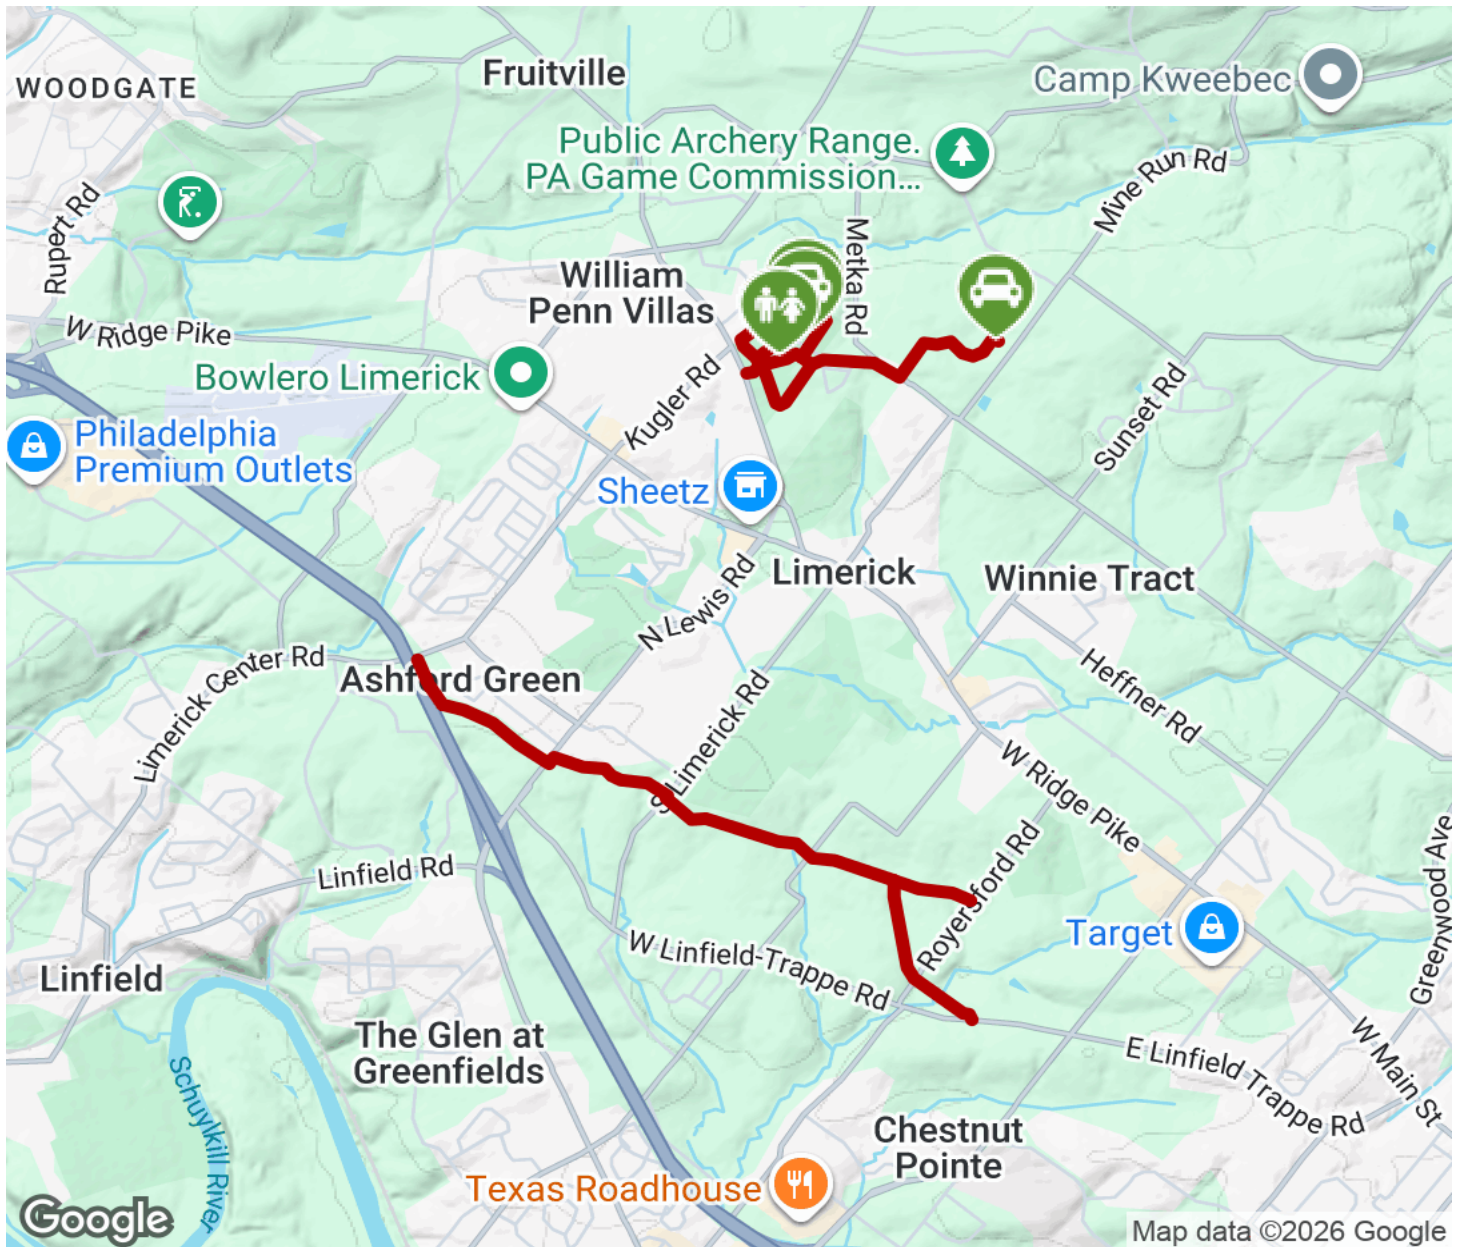 Fruitville
WOODGATE
Camp Kweebec
Public Archery Range.
PA Game Commission...
Mine Run Rd
Rupert Rd
Metka Rd
William
Penn Villas
W Ridge Pike
Bowlero Limerick
Kugler Rd
Sunset Rd
Philadelphia
Premium Outlets
Sheetz
Limerick
Winnie Tract
N Lewis Rd
Limerick Center Rd
Ashford Green
Heffner Rd
S Limerick Rd
W Ridge Pike
Linfield Rd
Royersford Rd
Greenwood Ave
Target
W Linfield-Trappe Rd
Linfield
The Glen at
Greenfields
E Linfield Trappe Rd
W Main St
Schuylkill River
Chestnut
Pointe
Texas Roadhouse
Google
Map data ©2026 Google